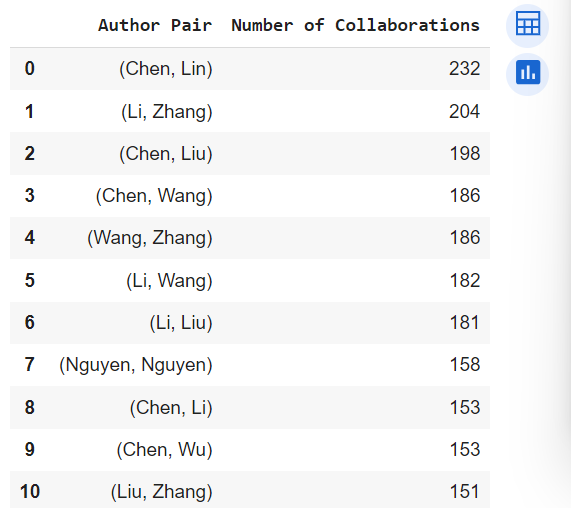 Author Pair Number of Collaborations
0 (Chen, Lin) 232
1 (Li, Zhang) 204
2 (Chen, Liu) 198
3 (Chen, Wang) 186
4 (Wang, Zhang) 186
5 (Li, Wang) 182
6 (Li, Liu) 181
7 (Nguyen, Nguyen) 158
8 (Chen, Li) 153
9 (Chen, Wu) 153
10 (Liu, Zhang) 151